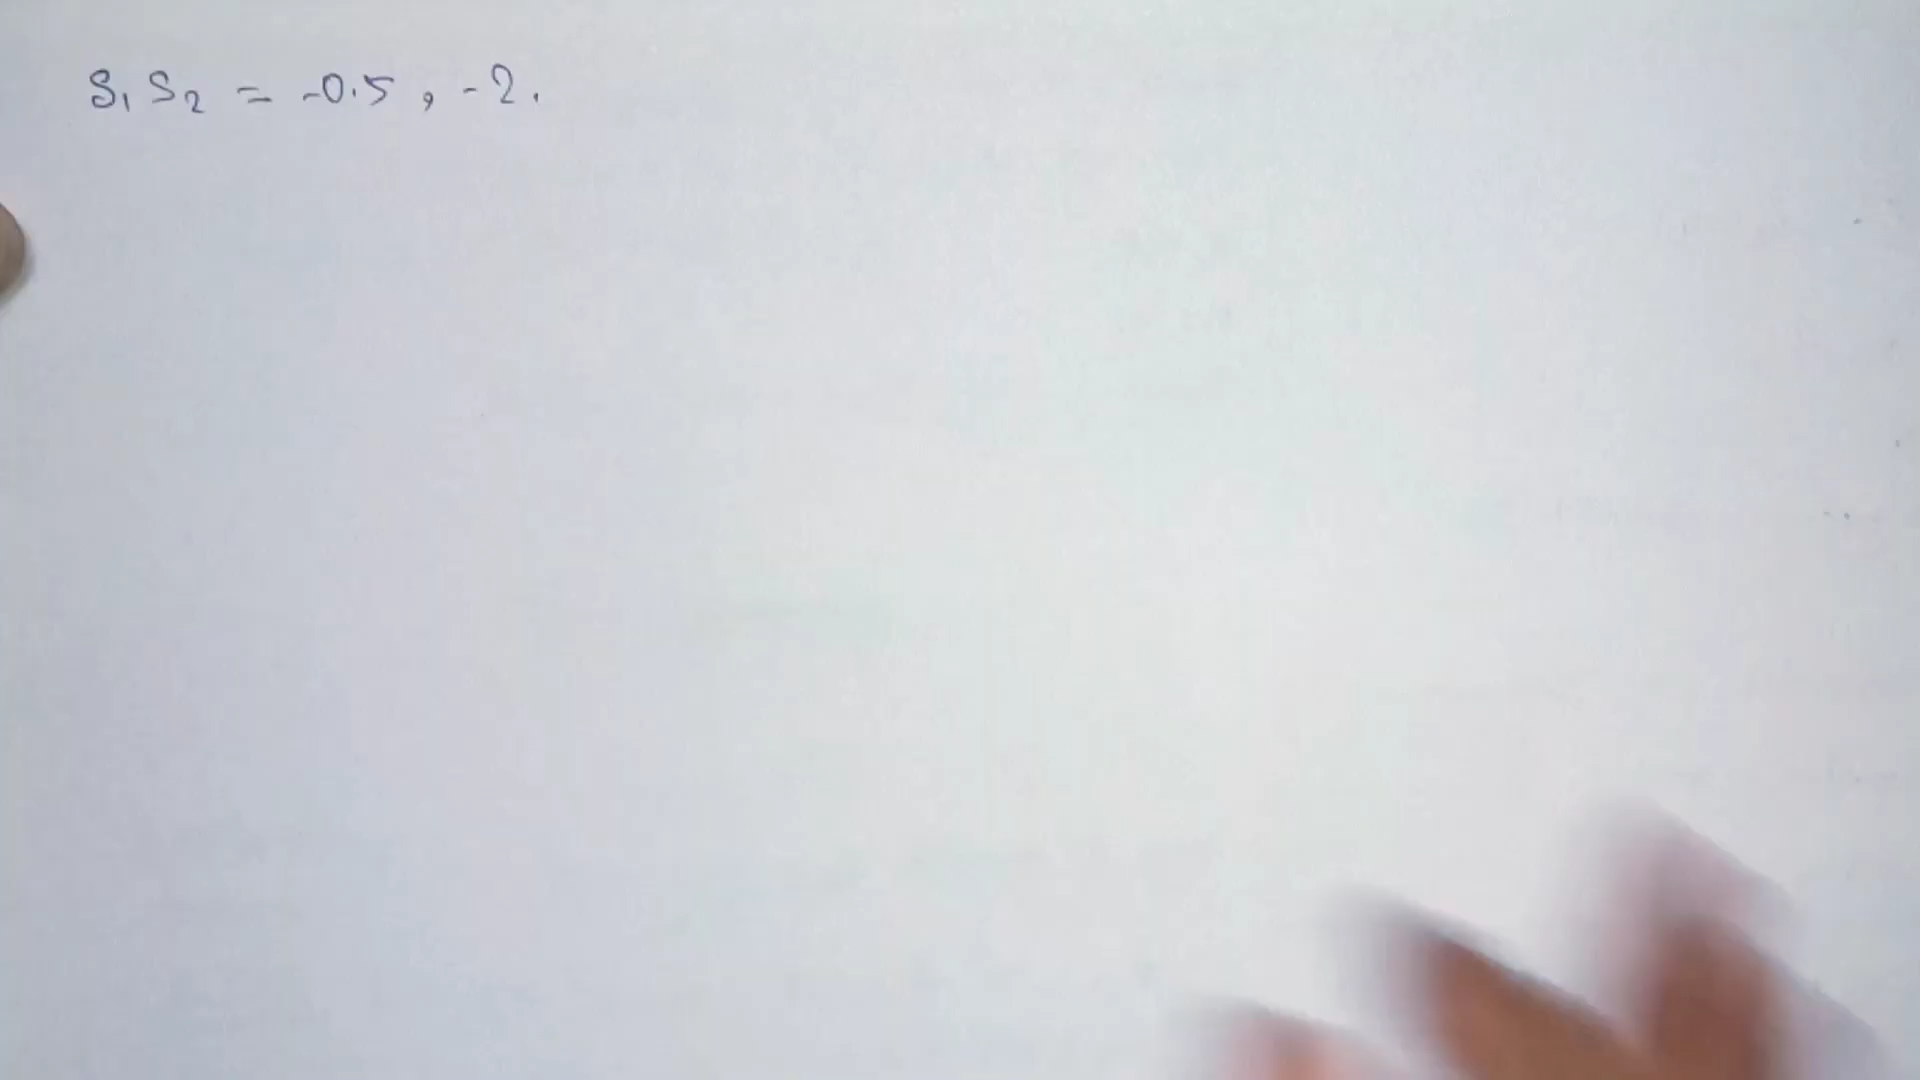 S₁ S₂ = -0.5 , -2.